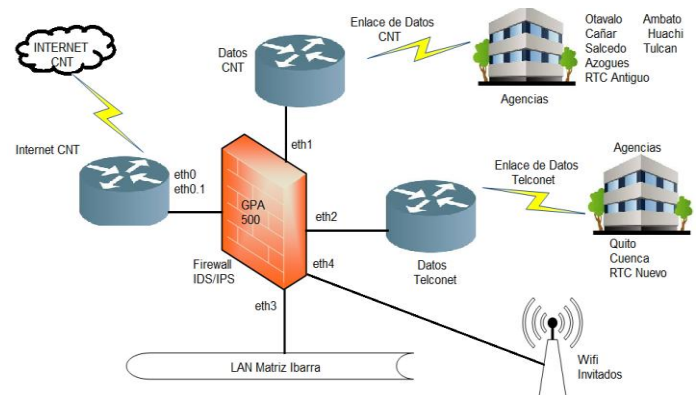 INTERNET
CNT
Datos
CNT
Enlace de Datos
CNT
Otavalo Ambato
Cañar Huachi
Salcedo Tulcan
Azogues
RTC Antiguo
Agencias
Internet CNT
eth0
eth0.1
eth1
GPA
500
eth2
Firewall
IDS/IPS
eth4
eth3
Datos
Telconet
Enlace de Datos
Telconet
Agencias
Quito
Cuenca
RTC Nuevo
LAN Matriz Ibarra
Wifi
Invitados